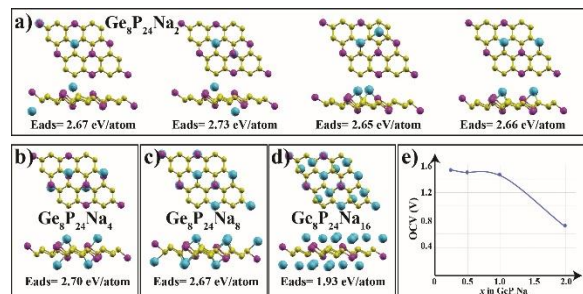 a) Ge8P24Na2
Eads= 2.67 eV/atom
Eads= 2.73 eV/atom
Eads= 2.65 eV/atom
Eads= 2.66 eV/atom
b) Ge8P24Na4
Eads= 2,70 eV/atom
c) Ge8P24Na8
Eads= 2,67 eV/atom
d) Ge8P24Na16
Eads= 1,93 eV/atom
e)
OCV (V)
1.6
1.2
0.8
0.4
0 0.5 1.0 1.5 2.0
x in GeP Na